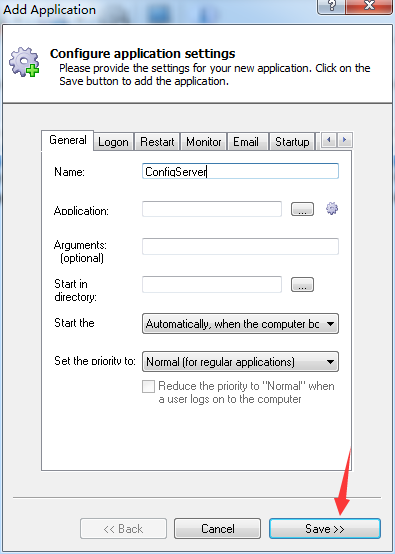 Add Application
?
Configure application settings
Please provide the settings for your new application. Click on the
Save button to add the application.
General Logon Restart Monitor Email Startup
Name: ConfigServer
Application: ...
Arguments:
(optional)
Start in
directory: ...
Start the Automatically, when the computer bo
Set the priority to: Normal (for regular applications)
Reduce the priority to "Normal" when
a user logs on to the computer
<< Back Cancel Save >>